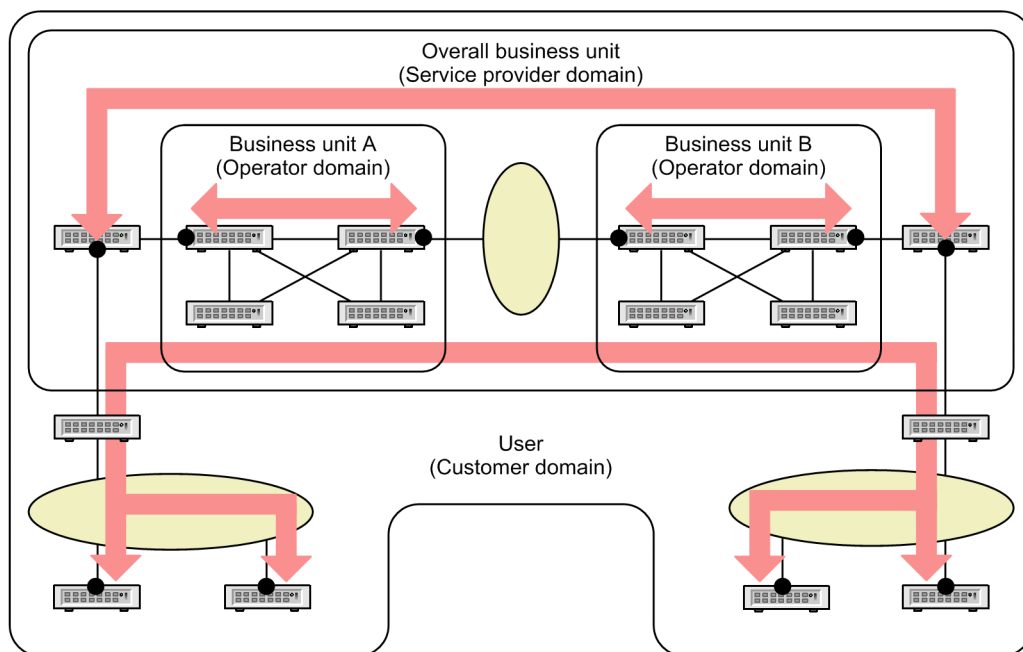 Overall business unit
(Service provider domain)
Business unit A
(Operator domain)
Business unit B
(Operator domain)
User
(Customer domain)